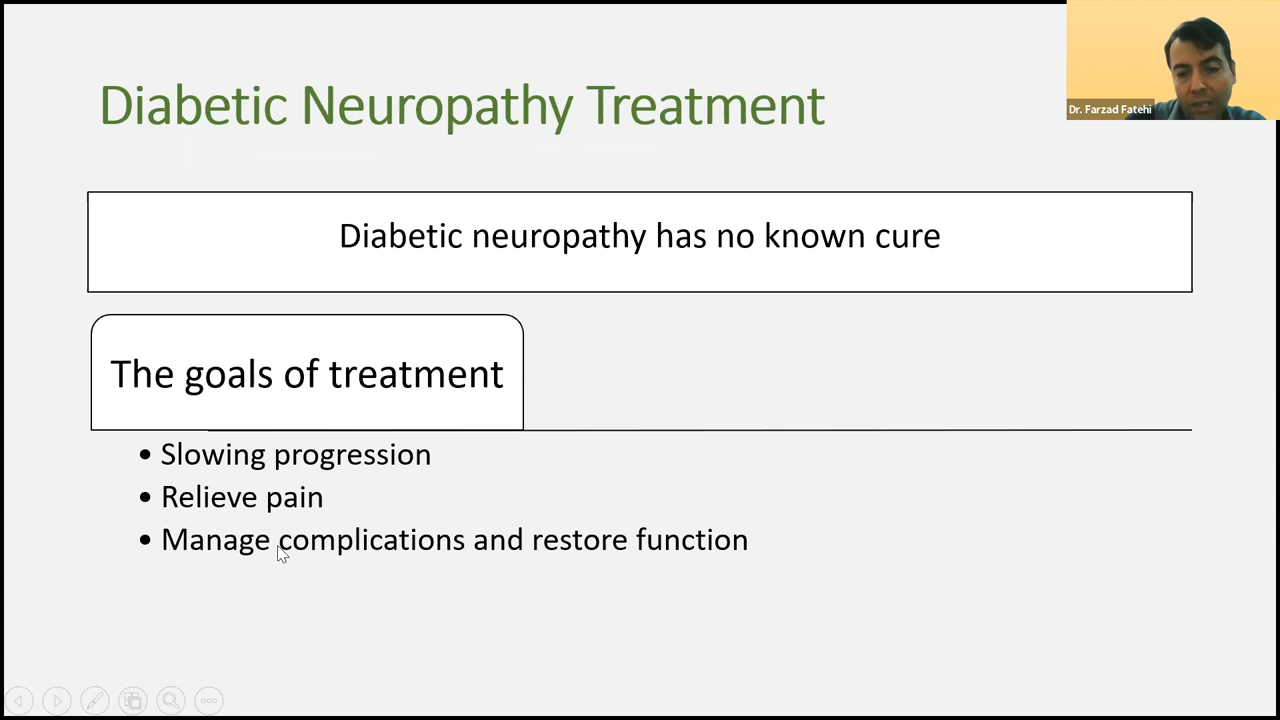 Diabetic Neuropathy Treatment
Dr. Farzad Fatehi
Diabetic neuropathy has no known cure
The goals of treatment
• Slowing progression
• Relieve pain
• Manage complications and restore function